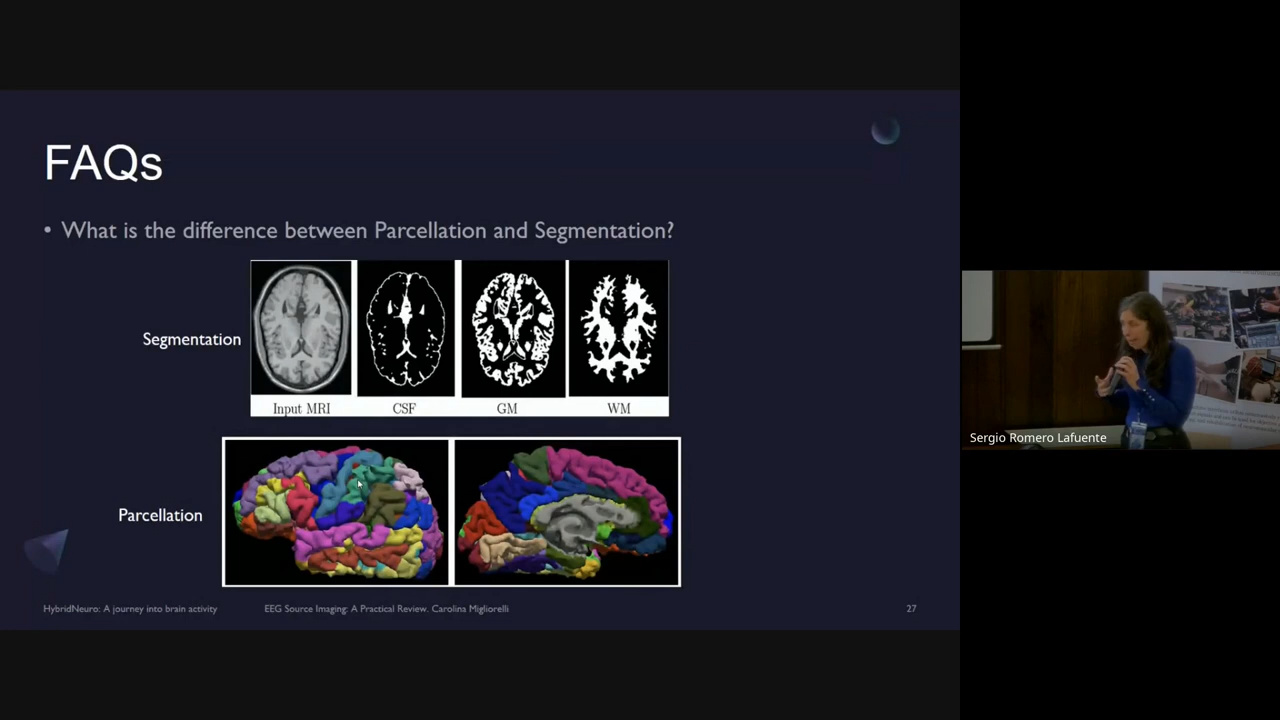 FAQs
• What is the difference between Parcellation and Segmentation?
Segmentation
Input MRI
CSF
GM
WM
Parcellation
HybridNeuro: A journey into brain activity
EEG Source Imaging: A Practical Review. Carolina Migliorelli
27
Sergio Romero Lafuente